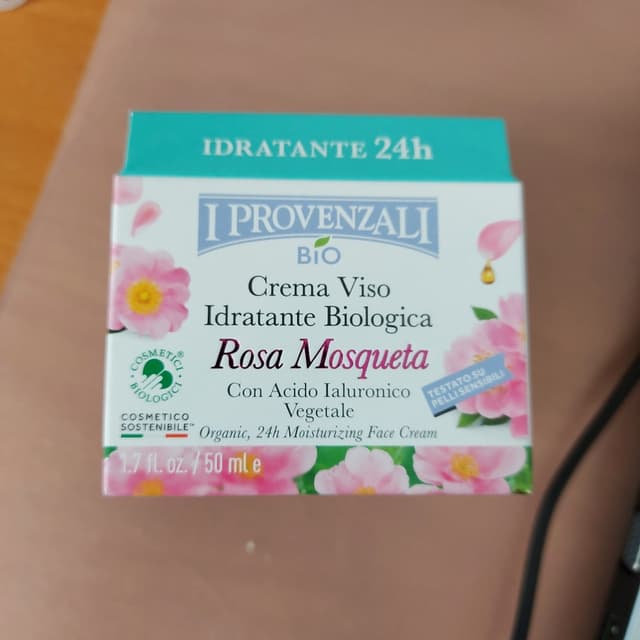 IDRATANTE 24h
I PROVENZALI
BIO
Crema Viso
Idratante Biologica
Rosa Mosqueta
Con Acido Ialuronico
Vegetale
Organic, 24h Moisturizing Face Cream
COSMETICI
BIOLOGICI
®
COSMETICO
SOSTENIBILE™
TESTATO SU
PELLI SENSIBILI
1.7 fl. oz. / 50 ml e